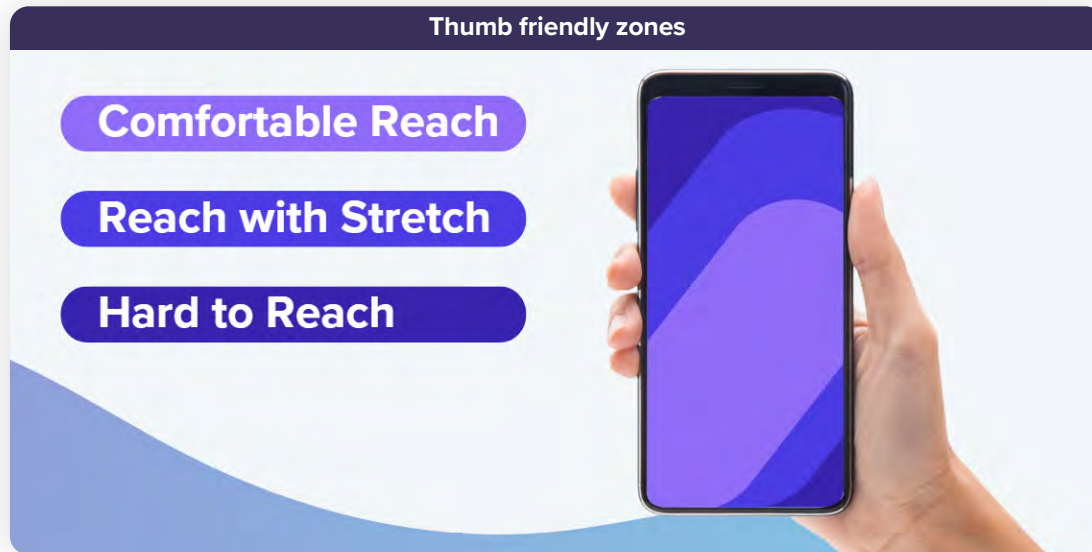 Thumb friendly zones
Comfortable Reach
Reach with Stretch
Hard to Reach